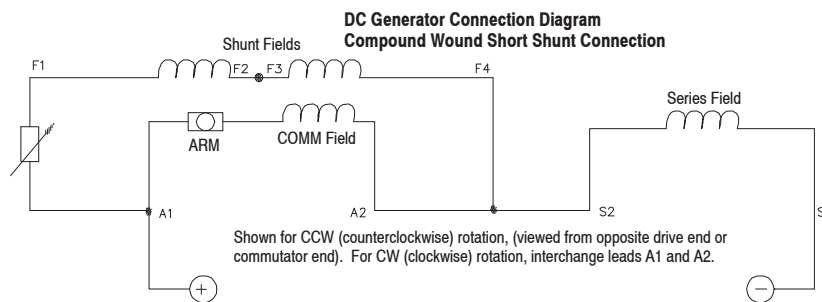 DC Generator Connection Diagram
Compound Wound Short Shunt Connection
Shunt Fields
F1
F2
F3
F4
Series Field
ARM
COMM Field
A1
A2
S2
S
Shown for CCW (counterclockwise) rotation, (viewed from opposite drive end or
commutator end).  For CW (clockwise) rotation, interchange leads A1 and A2.
+
−